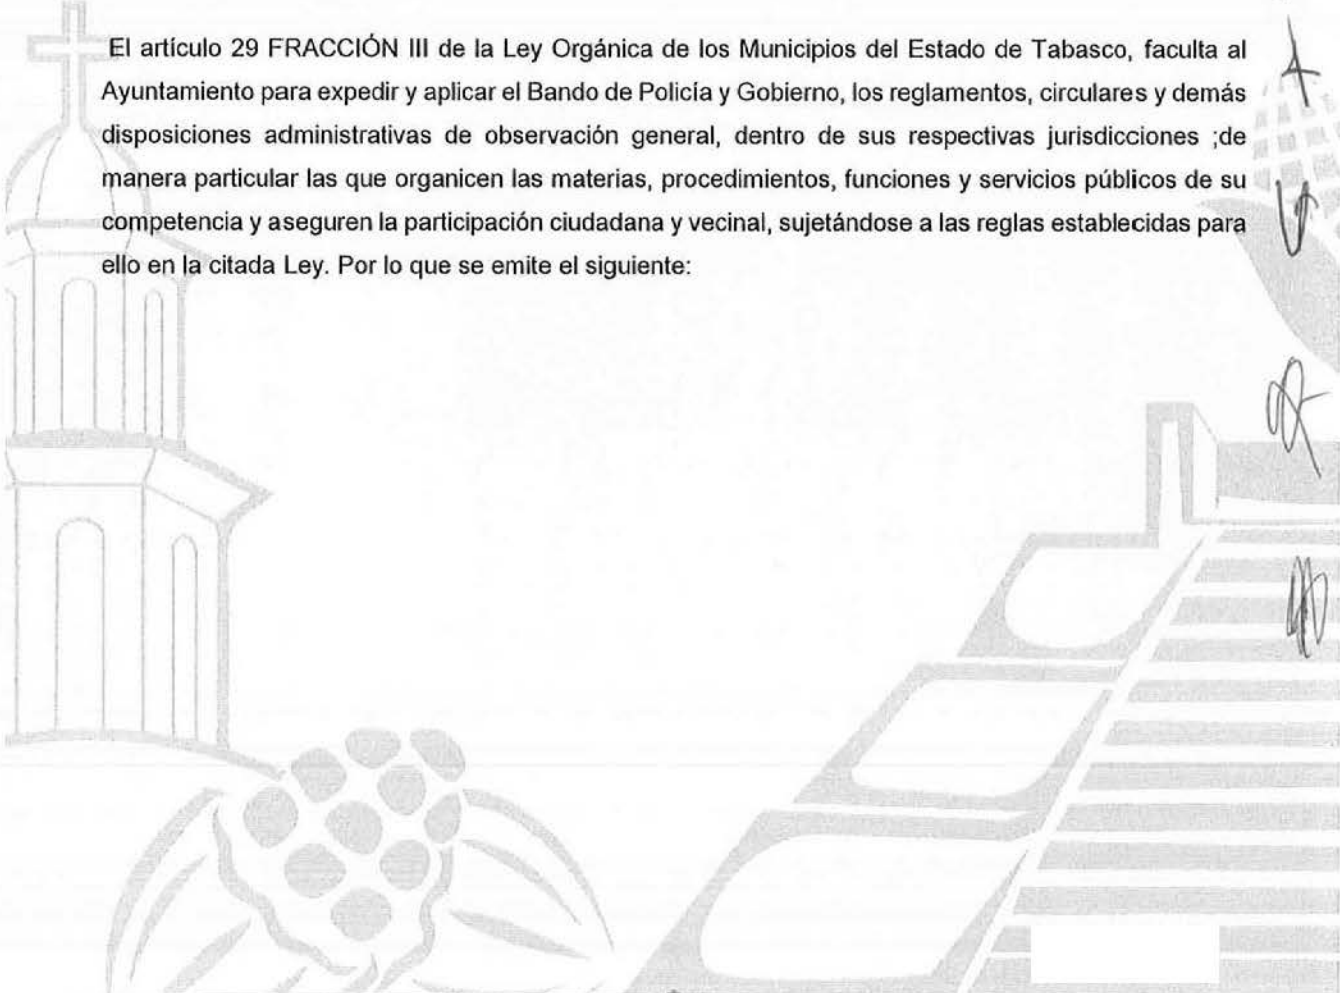 El artículo 29 FRACCIÓN III de la Ley Orgánica de los Municipios del Estado de Tabasco, faculta al
Ayuntamiento para expedir y aplicar el Bando de Policía y Gobierno, los reglamentos, circulares y demás
disposiciones administrativas de observación general, dentro de sus respectivas jurisdicciones ;de
manera particular las que organicen las materias, procedimientos, funciones y servicios públicos de su
competencia y aseguren la participación ciudadana y vecinal, sujetándose a las reglas establecidas para
ello en la citada Ley. Por lo que se emite el siguiente: